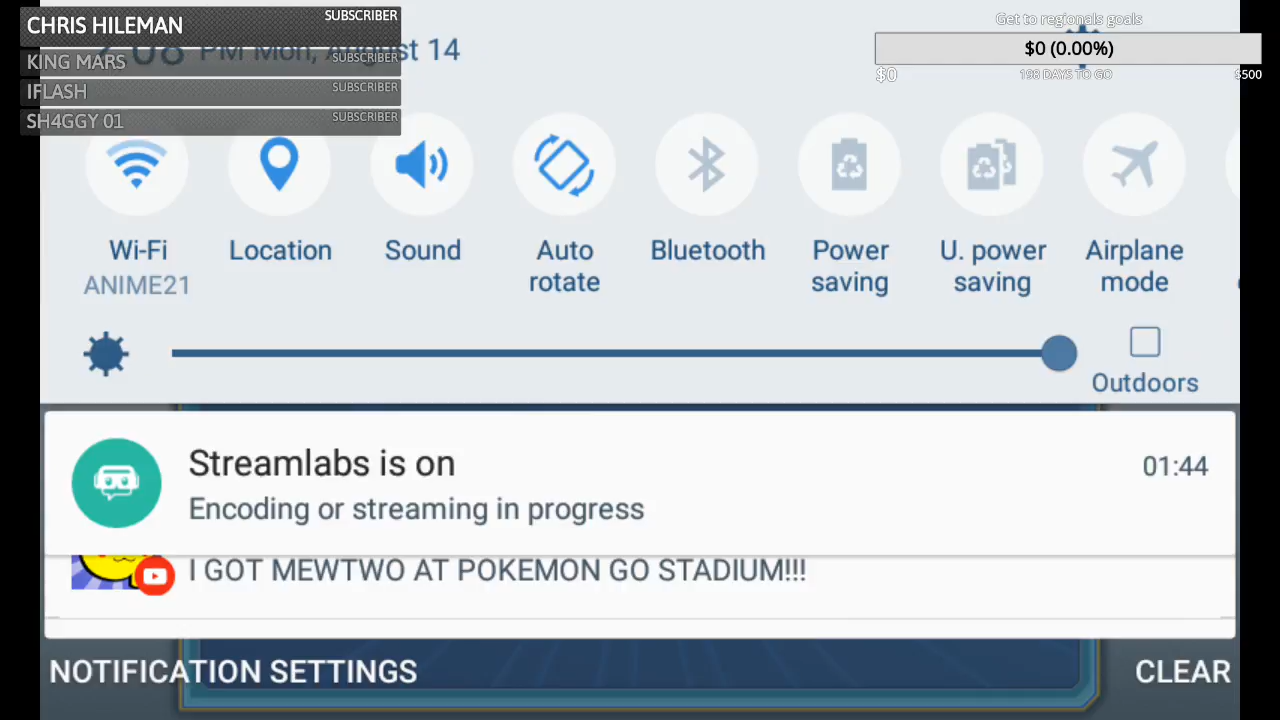 CHRIS HILEMAN SUBSCRIBER
KING MARS SUBSCRIBER
IFLASH SUBSCRIBER
SH4GGY 01 SUBSCRIBER
PM Mon, August 14
Get to regionals goals
$0 (0.00%)
$0 198 DAYS TO GO $500
Wi-Fi
ANIME21
Location
Sound
Auto
rotate
Bluetooth
Power
saving
U. power
saving
Airplane
mode
Outdoors
Streamlabs is on
01:44
Encoding or streaming in progress
I GOT MEWTWO AT POKEMON GO STADIUM!!!
NOTIFICATION SETTINGS
CLEAR